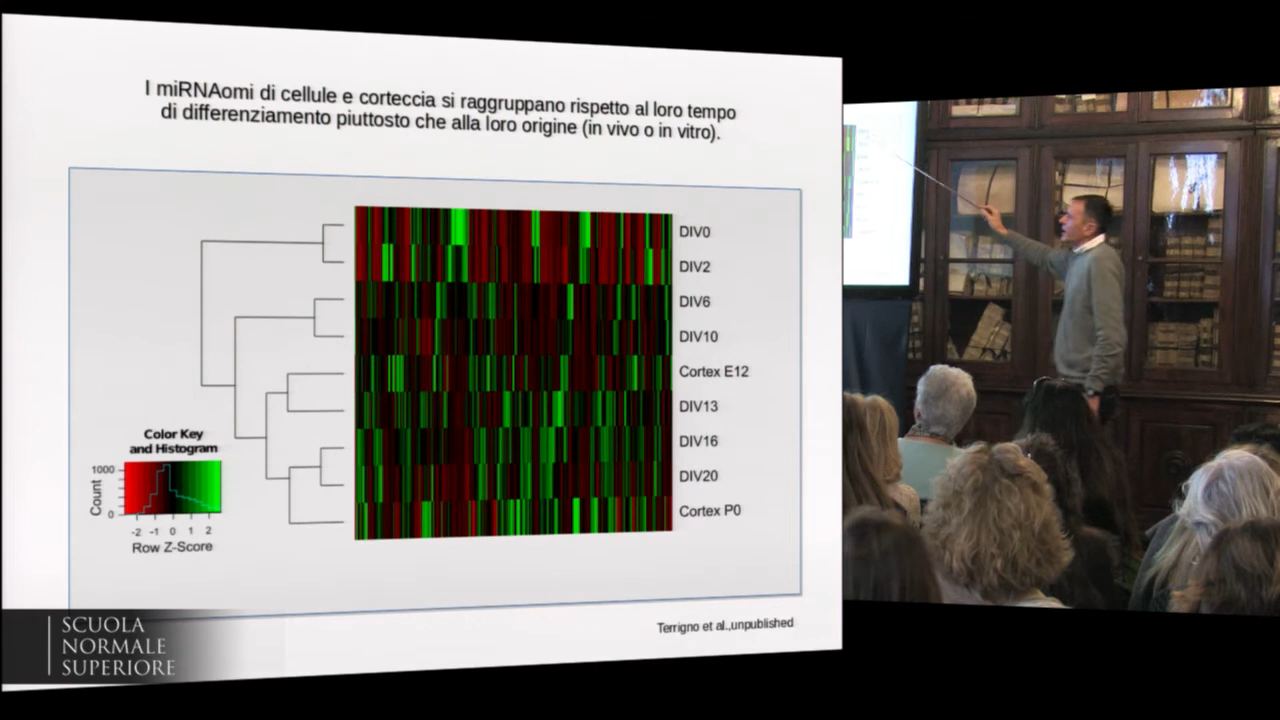 I miRNAomi di cellule e corteccia si raggruppano rispetto al loro tempo
di differenziamento piuttosto che alla loro origine (in vivo o in vitro).
DIV0
DIV2
DIV6
DIV10
Cortex E12
DIV13
DIV16
DIV20
Cortex P0
Color Key
and Histogram
Count
1000
0
-2 -1 0 1 2
Row Z-Score
Terrigno et al.,unpublished
SCUOLA
NORMALE
SUPERIORE